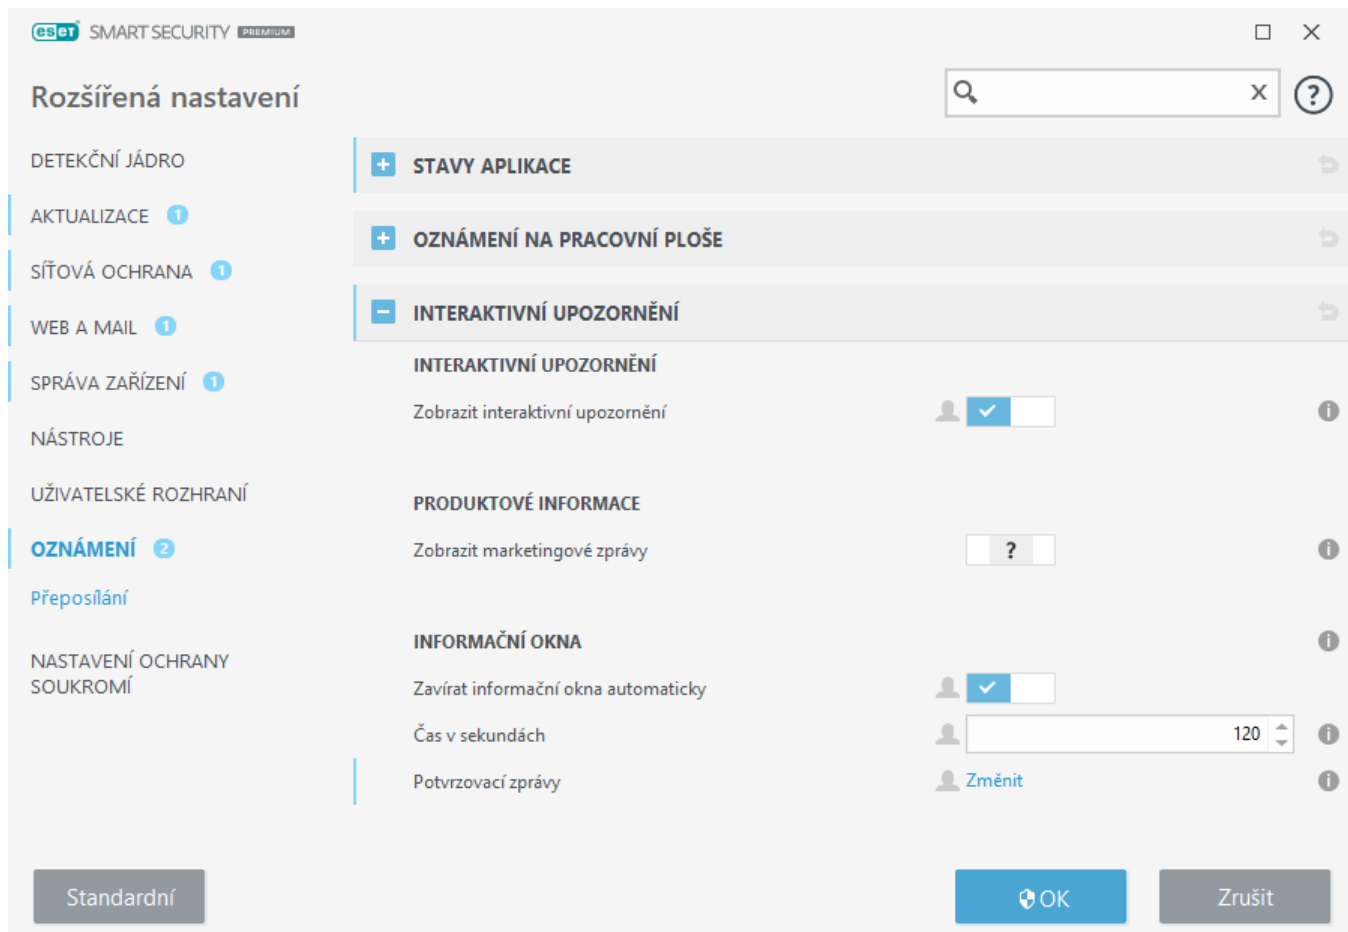 eset SMART SECURITY PREMIUM
Rozšířená nastavení
x
?
DETEKČNÍ JÁDRO
AKTUALIZACE 1
SÍŤOVÁ OCHRANA 1
WEB A MAIL 1
SPRÁVA ZAŘÍZENÍ 1
NÁSTROJE
UŽIVATELSKÉ ROZHRANÍ
OZNÁMENÍ 2
Přeposílání
NASTAVENÍ OCHRANY
SOUKROMÍ
STAVY APLIKACE
OZNÁMENÍ NA PRACOVNÍ PLOŠE
INTERAKTIVNÍ UPOZORNĚNÍ
INTERAKTIVNÍ UPOZORNĚNÍ
Zobrazit interaktivní upozornění
PRODUKTOVÉ INFORMACE
Zobrazit marketingové zprávy ?
INFORMAČNÍ OKNA
Zavírat informační okna automaticky
Čas v sekundách 120
Potvrzovací zprávy Změnit
Standardní
OK
Zrušit